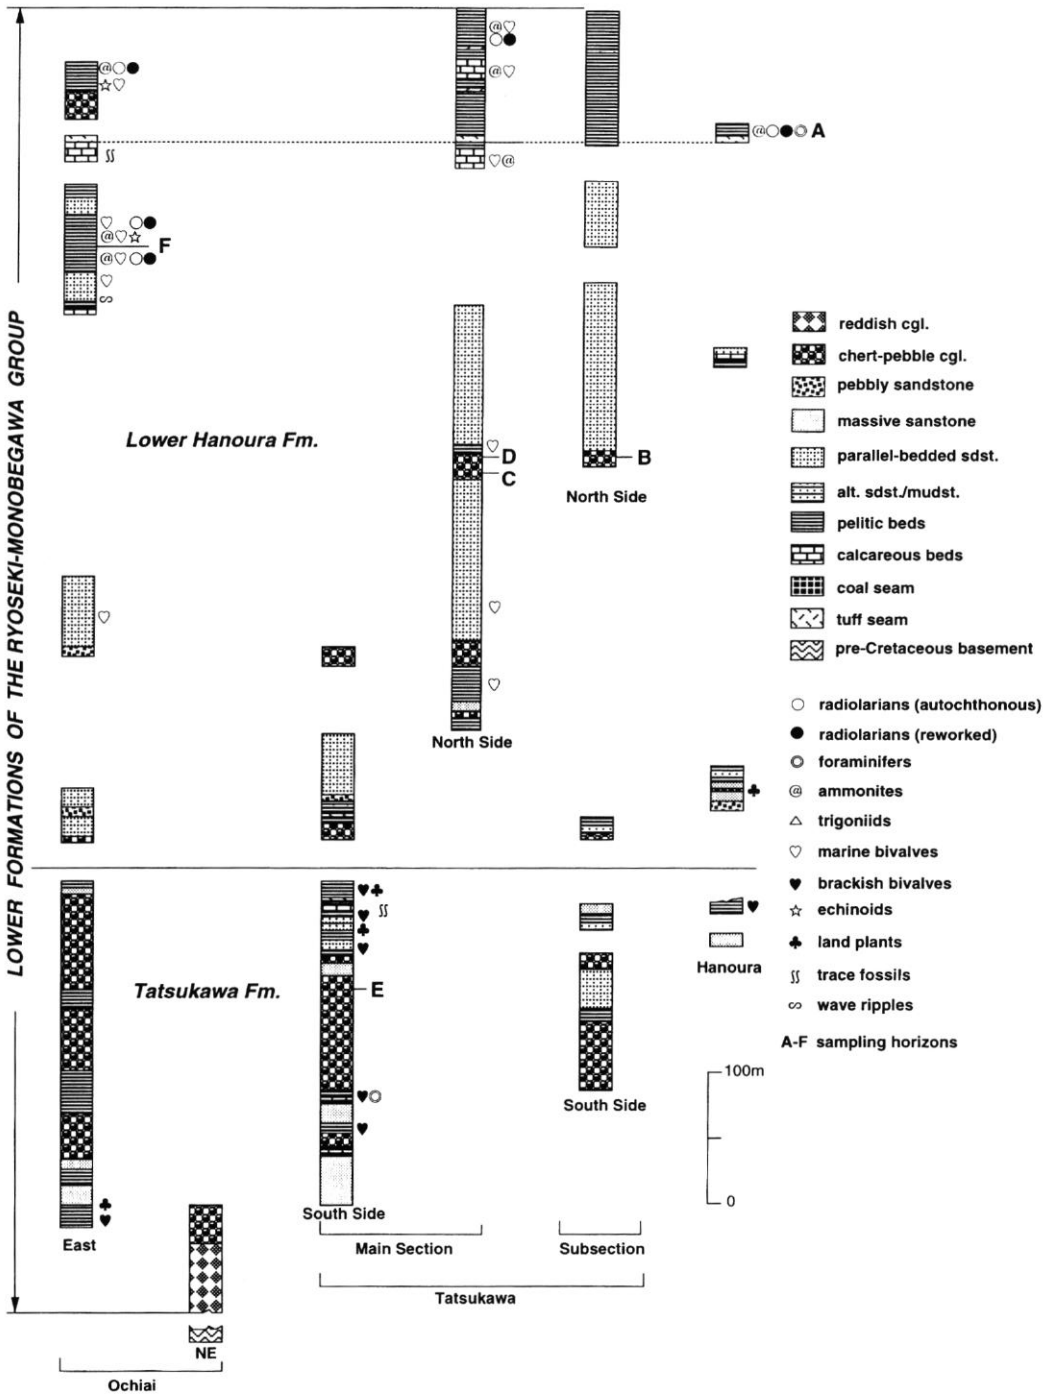 LOWER FORMATIONS OF THE RYOSEKI-MONOBEGAWA GROUP
A
F
Lower Hanoura Fm.
D
C
B
North Side
North Side
Tatsukawa Fm.
E
Hanoura
South Side
South Side
East
Main Section
Subsection
Tatsukawa
NE
Ochiai
reddish cgl.
chert-pebble cgl.
pebbly sandstone
massive sanstone
parallel-bedded sdst.
alt. sdst./mudst.
pelitic beds
calcareous beds
coal seam
tuff seam
pre-Cretaceous basement
radiolarians (autochthonous)
radiolarians (reworked)
foraminifers
@ ammonites
trigoniids
marine bivalves
brackish bivalves
echinoids
land plants
trace fossils
wave ripples
A-F sampling horizons
100m
0